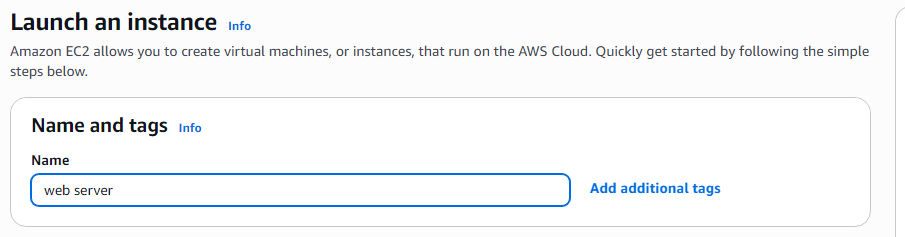 Launch an instance Info
Amazon EC2 allows you to create virtual machines, or instances, that run on the AWS Cloud. Quickly get started by following the simple
steps below.
Name and tags Info
Name
web server
Add additional tags